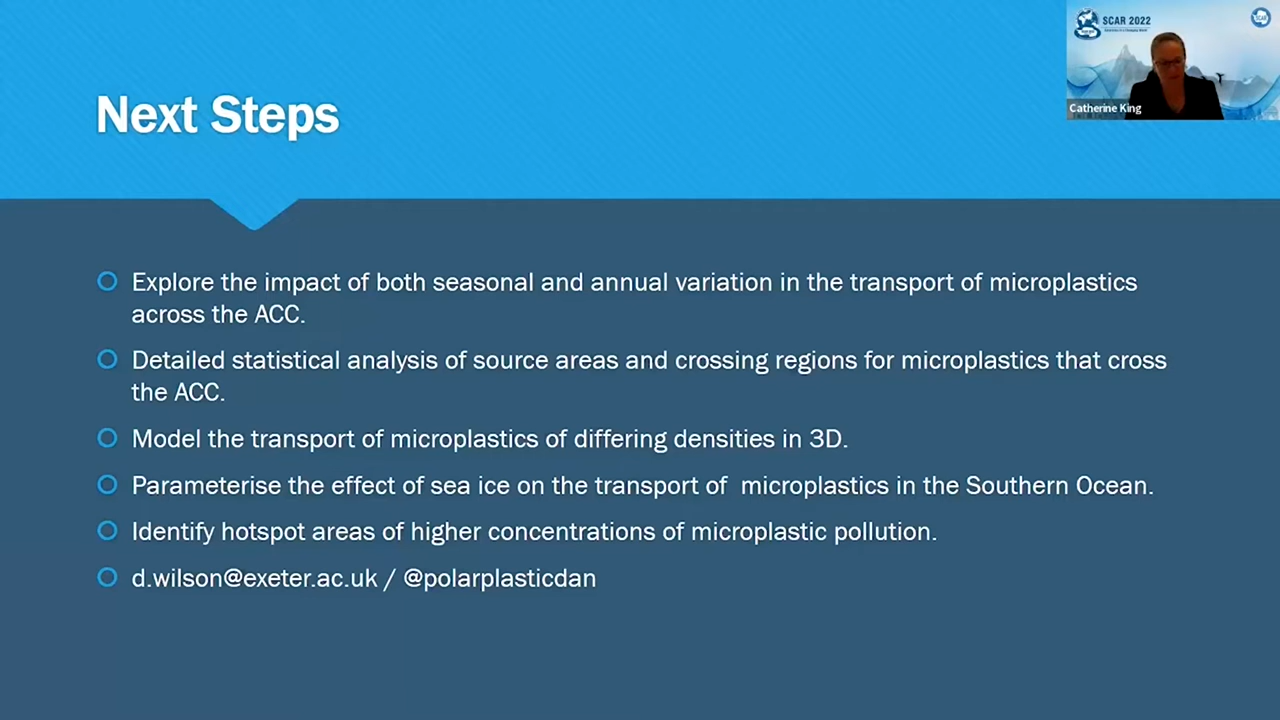 Next Steps
SCAR 2022
Catherine King
Explore the impact of both seasonal and annual variation in the transport of microplastics
across the ACC.
Detailed statistical analysis of source areas and crossing regions for microplastics that cross
the ACC.
Model the transport of microplastics of differing densities in 3D.
Parameterise the effect of sea ice on the transport of  microplastics in the Southern Ocean.
Identify hotspot areas of higher concentrations of microplastic pollution.
d.wilson@exeter.ac.uk / @polarplasticdan